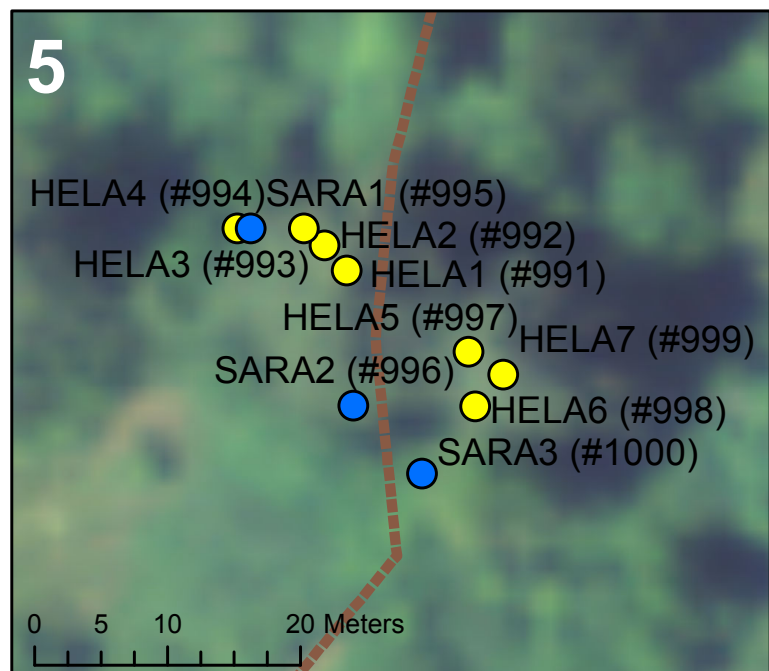 5
HELA4 (#994)SARA1 (#995)
HELA2 (#992)
HELA3 (#993)
HELA1 (#991)
HELA5 (#997)
HELA7 (#999)
SARA2 (#996)
HELA6 (#998)
SARA3 (#1000)
0 5 10 20 Meters